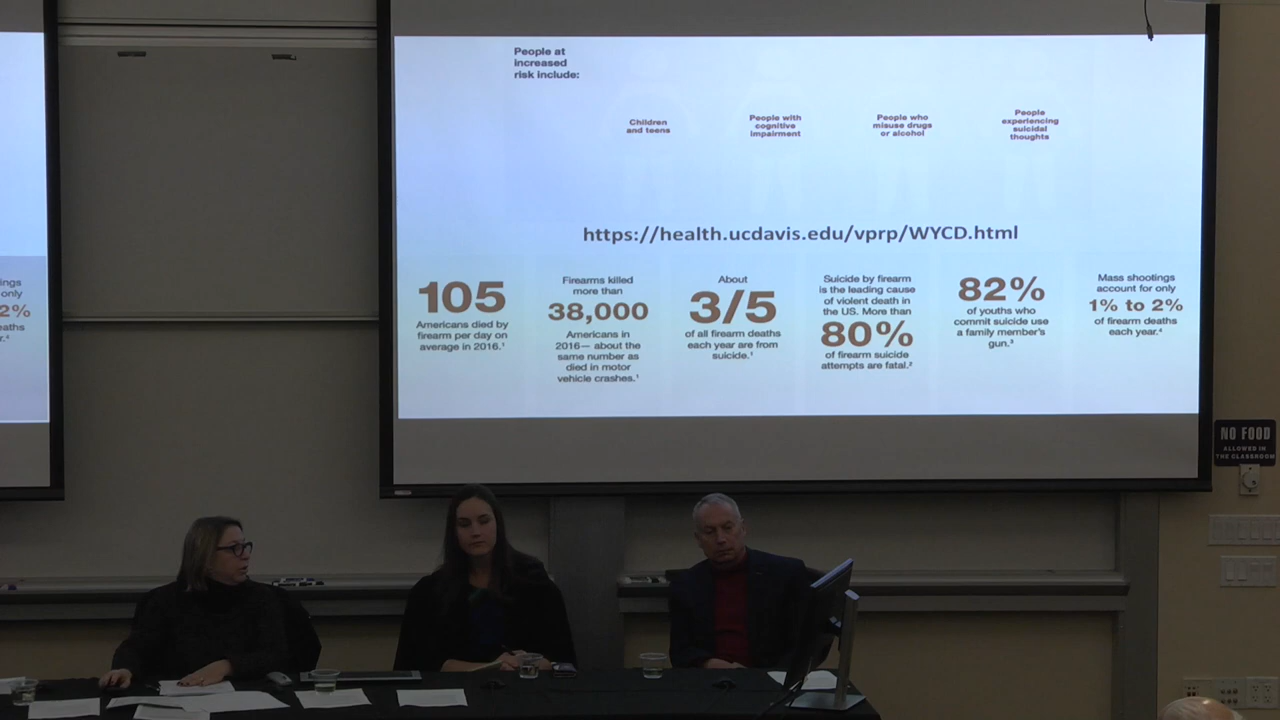 People at
increased
risk include:
Children
and teens
People with
cognitive
impairment
People who
misuse drugs
or alcohol
People
experiencing
suicidal
thoughts
https://health.ucdavis.edu/vprp/WYCD.html
105
Americans died by
firearm per day on
average in 2016.¹
Firearms killed
more than
38,000
Americans in
2016— about the
same number as
died in motor
vehicle crashes.¹
About
3/5
of all firearm deaths
each year are from
suicide.¹
Suicide by firearm
is the leading cause
of violent death in
the US. More than
80%
of firearm suicide
attempts are fatal.²
82%
of youths who
commit suicide use
a family member's
gun.³
Mass shootings
account for only
1% to 2%
of firearm deaths
each year.⁴
ings
only
2%
eaths
r.⁴
NO FOOD
ALLOWED IN
THE CLASSROOM